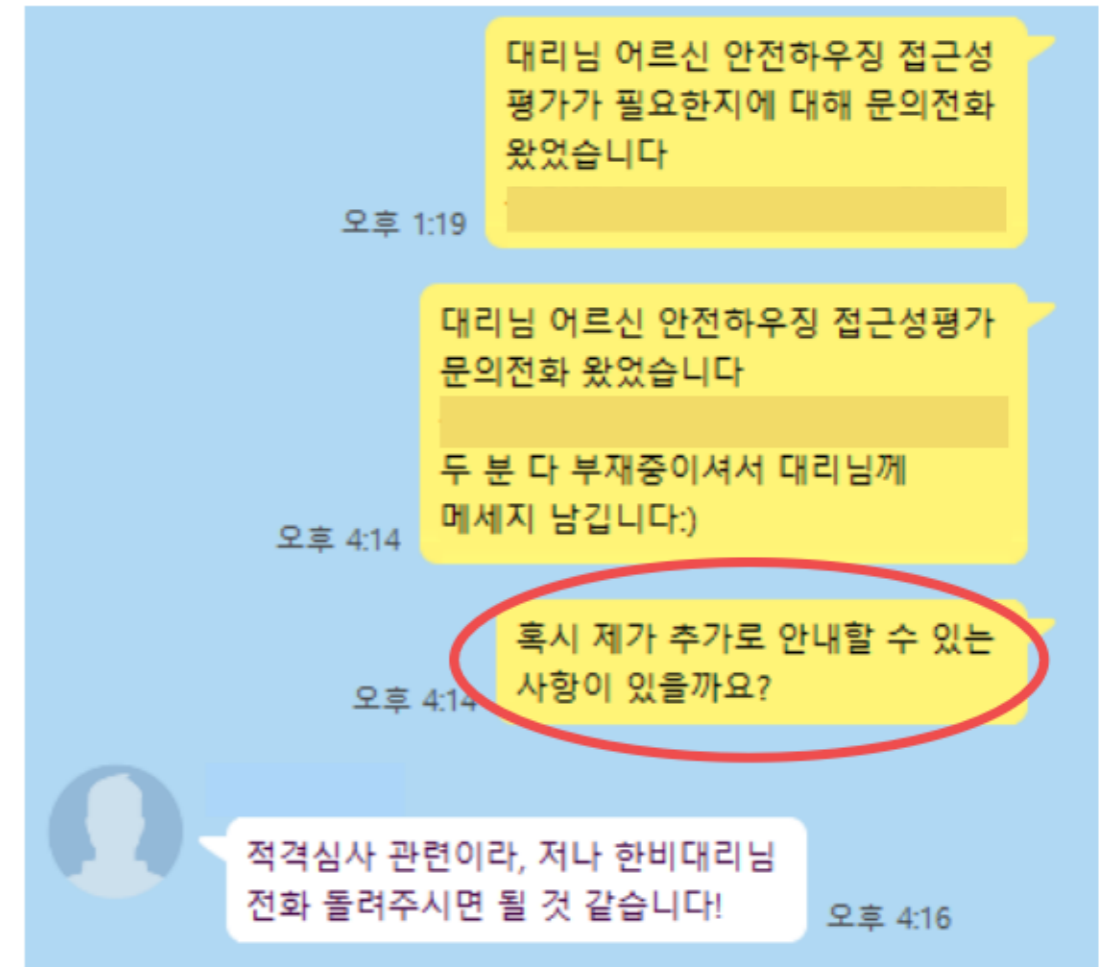 대리님 어르신 안전하우징 접근성
평가가 필요한지에 대해 문의전화
왔었습니다
오후 1:19
대리님 어르신 안전하우징 접근성평가
문의전화 왔었습니다
두 분 다 부재중이셔서 대리님께
메세지 남깁니다:)
오후 4:14
혹시 제가 추가로 안내할 수 있는
사항이 있을까요?
오후 4:14
적격심사 관련이라, 저나 한비대리님
전화 돌려주시면 될 것 같습니다!
오후 4:16